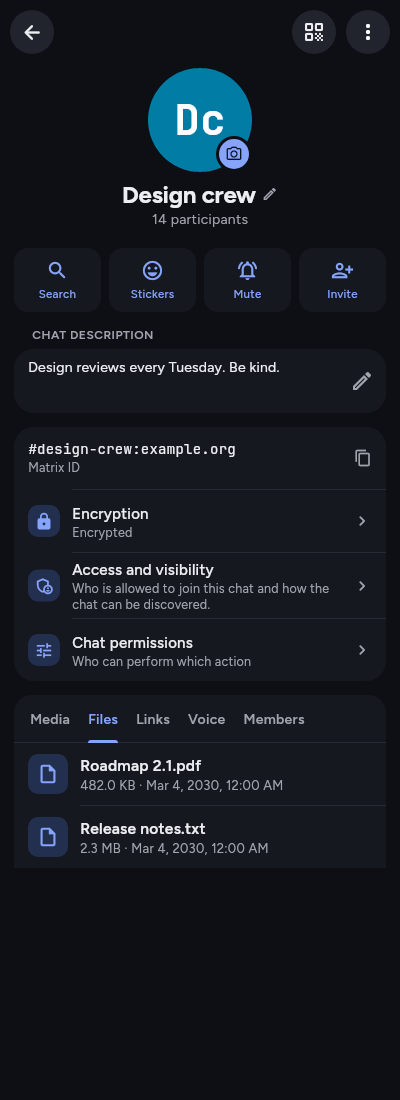 Dc
Design crew
14 participants
Search
Stickers
Mute
Invite
CHAT DESCRIPTION
Design reviews every Tuesday. Be kind.
#design-crew:example.org
Matrix ID
Encryption
Encrypted
Access and visibility
Who is allowed to join this chat and how the
chat can be discovered.
Chat permissions
Who can perform which action
Media
Files
Links
Voice
Members
Roadmap 2.1.pdf
482.0 KB · Mar 4, 2030, 12:00 AM
Release notes.txt
2.3 MB · Mar 4, 2030, 12:00 AM